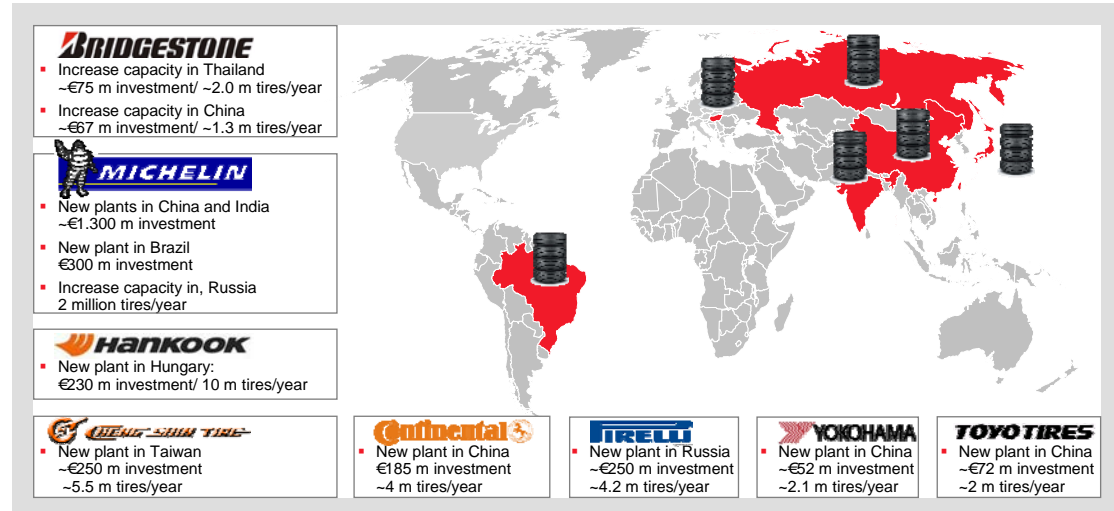 BRIDGESTONE
▪ Increase capacity in Thailand
~€75 m investment/ ~2.0 m tires/year
▪ Increase capacity in China
~€67 m investment/ ~1.3 m tires/year
MICHELIN
▪ New plants in China and India
~€1.300 m investment
▪ New plant in Brazil
€300 m investment
▪ Increase capacity in, Russia
2 million tires/year
HANKOOK
▪ New plant in Hungary:
€230 m investment/ 10 m tires/year
CHENG SHIN TIRE
▪ New plant in Taiwan
~€250 m investment
~5.5 m tires/year
Continental
▪ New plant in China
€185 m investment
~4 m tires/year
PIRELLI
▪ New plant in Russia
~€250 m investment
~4.2 m tires/year
YOKOHAMA
▪ New plant in China
~€52 m investment
~2.1 m tires/year
TOYO TIRES
▪ New plant in China
~€72 m investment
~2 m tires/year